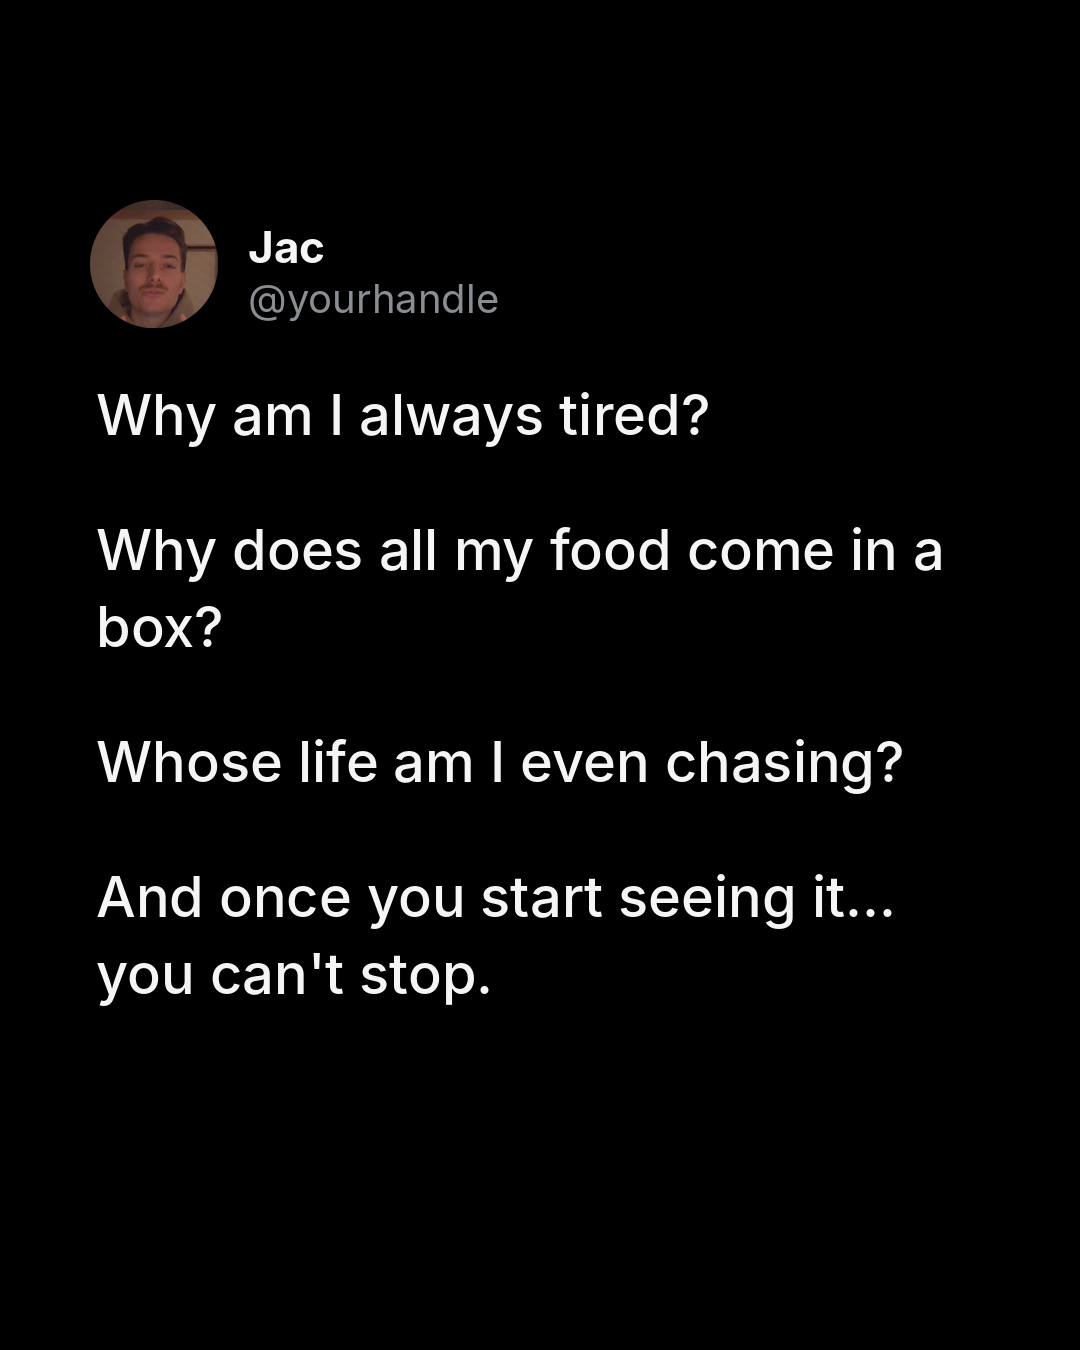 Jac
@yourhandle
Why am I always tired?
Why does all my food come in a
box?
Whose life am I even chasing?
And once you start seeing it...
you can't stop.